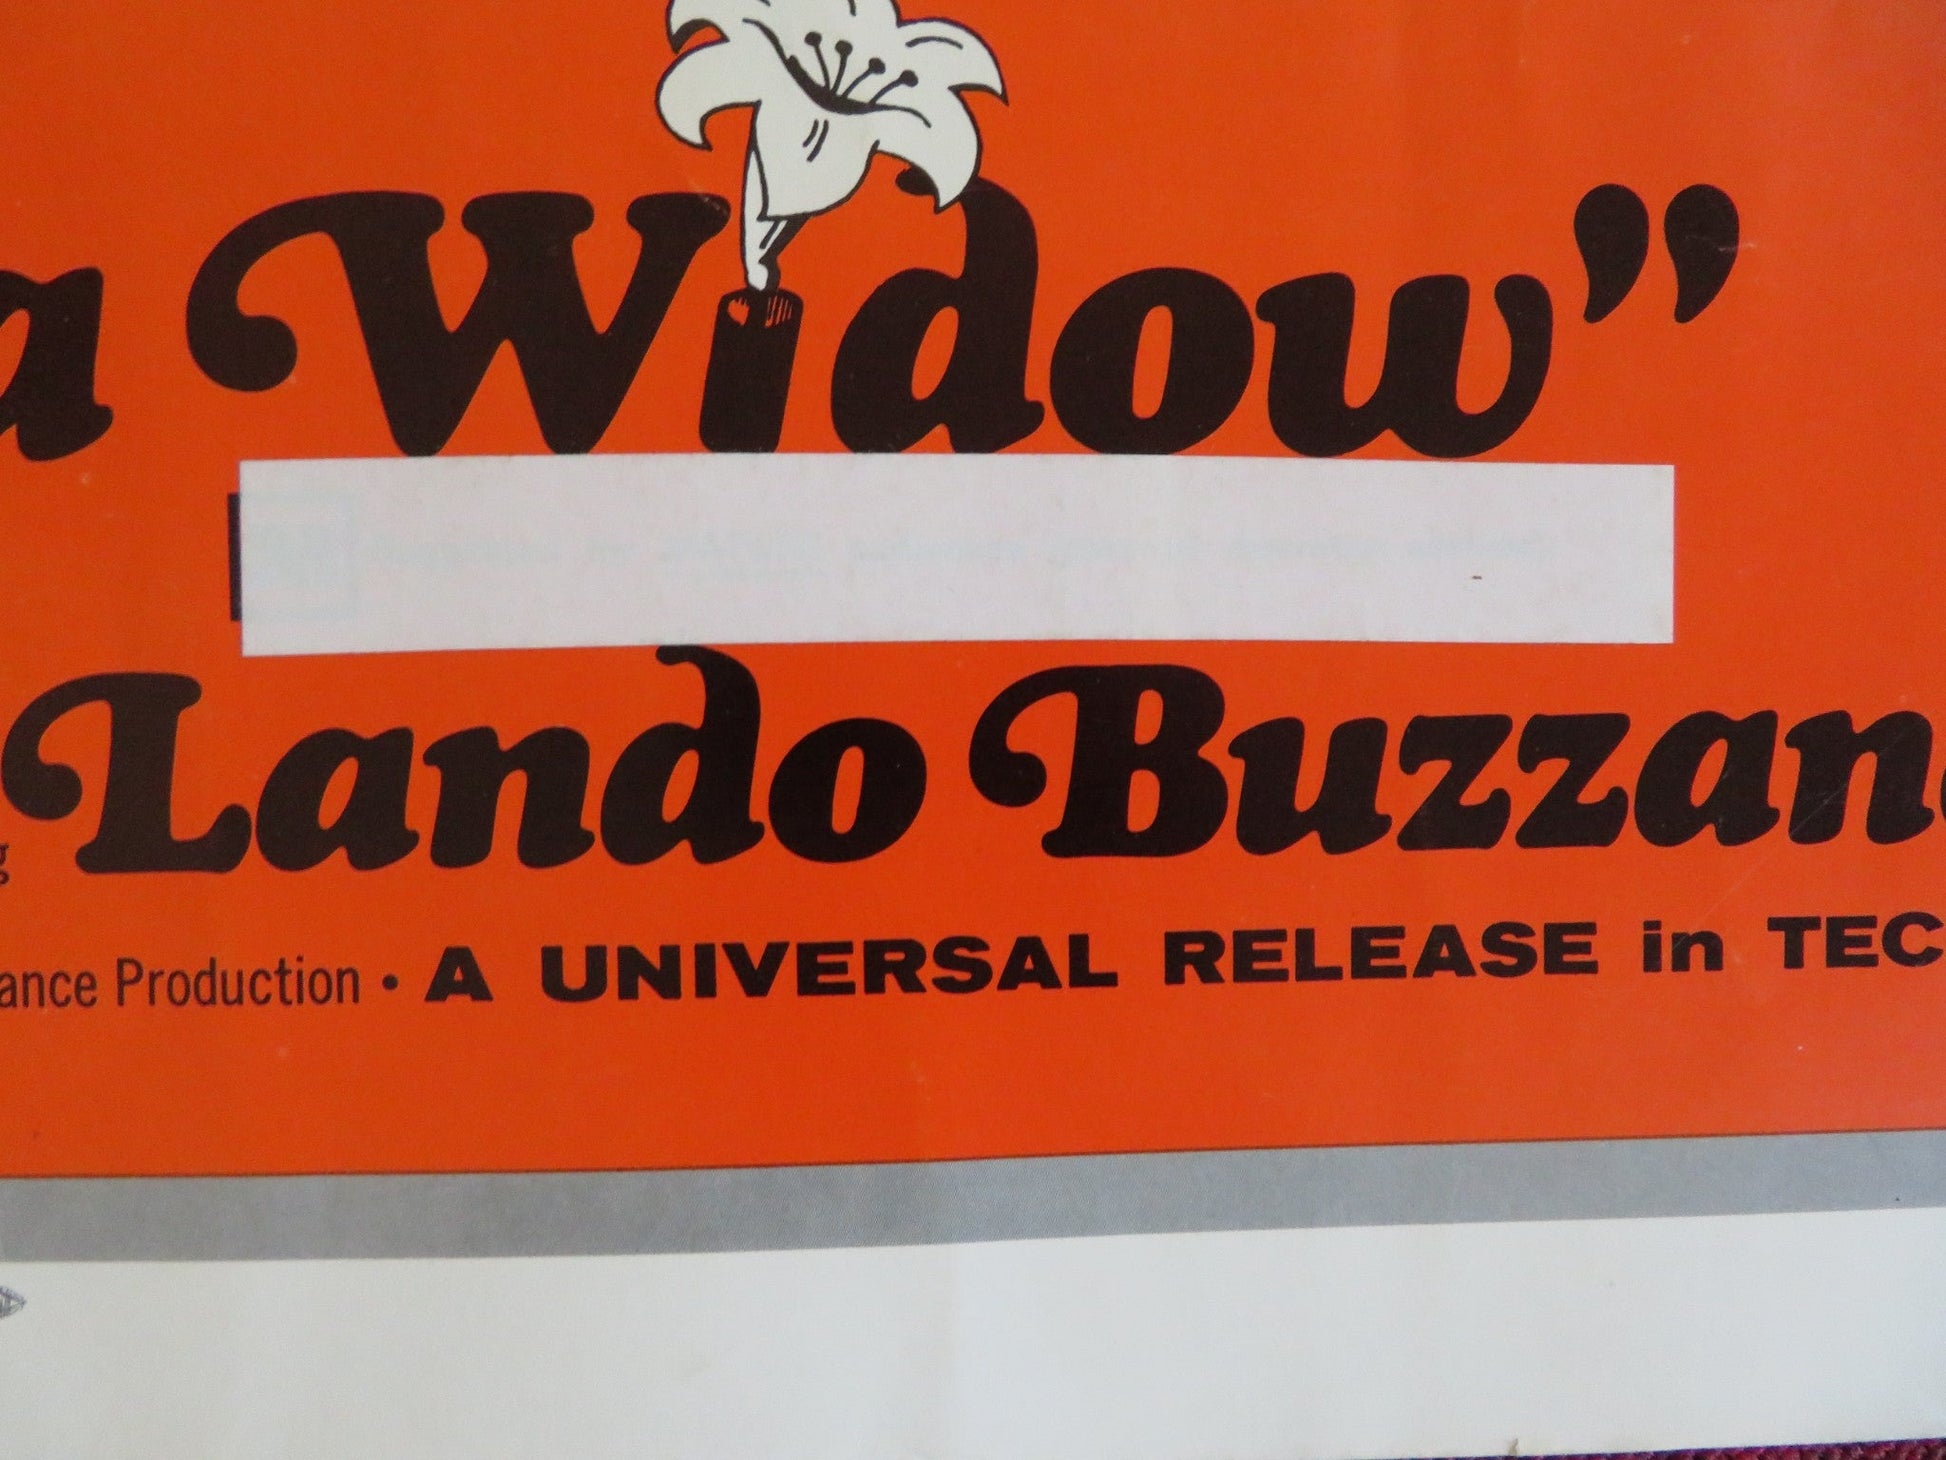 a Widow”
Lando Buzzan
ance Production • A UNIVERSAL RELEASE in TEC